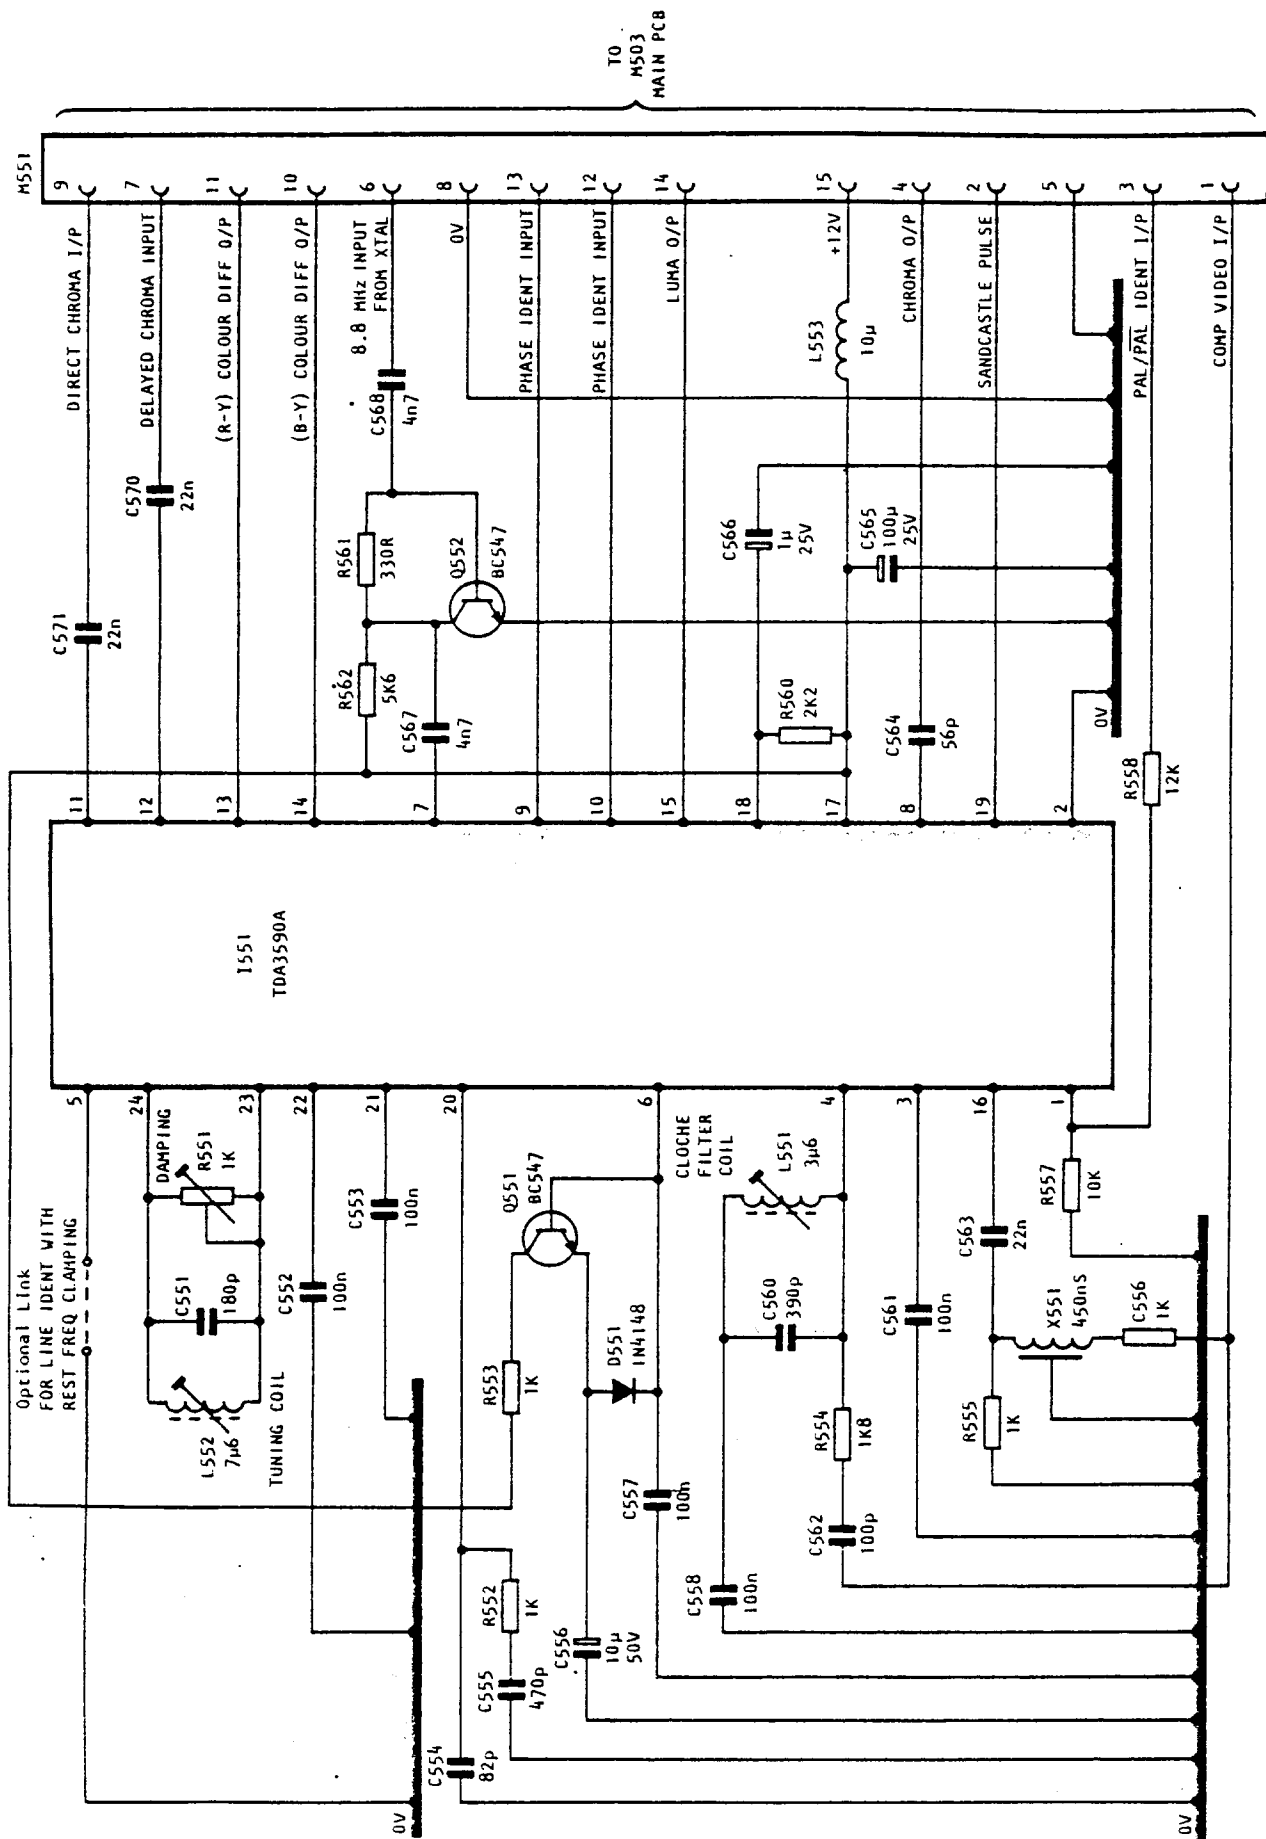 M551
TO
M503
MAIN PCB
9
7
11
10
6
8
13
12
14
15
4
2
5
3
1
DIRECT CHROMA I/P
DELAYED CHROMA INPUT
(R-Y) COLOUR DIFF O/P
(B-Y) COLOUR DIFF O/P
8.8 MHz INPUT
FROM XTAL
0V
PHASE IDENT INPUT
PHASE IDENT INPUT
LUMA O/P
+12V
CHROMA O/P
SANDCASTLE PULSE
PAL/PAL IDENT I/P
COMP VIDEO I/P
C571
22n
C570
22n
C568
4n7
R561
330R
Q552
BC547
R562
5K6
C567
4n7
L553
10µ
C566
1µ
25V
C565
100µ
25V
R560
2K2
C564
56p
0V
R558
12K
11
12
13
14
7
9
10
15
18
17
8
19
2
I551
TDA3590A
5
24
23
22
21
20
6
4
3
16
1
Optional Link
FOR LINE IDENT WITH
REST FREQ CLAMPING
DAMPING
R551
1K
C551
180p
L552
7µ6
TUNING COIL
C552
100n
C553
100n
Q551
BC547
R553
1K
D551
1N4148
CLOCHE
FILTER
COIL
L551
3µ6
C560
390p
C561
100n
C563
22n
R557
10K
X551
450nS
C556
1K
R555
1K
R554
1K8
C562
100p
C557
100n
C558
100n
R552
1K
C555
470p
C556
10µ
50V
C554
82p
0V
0V